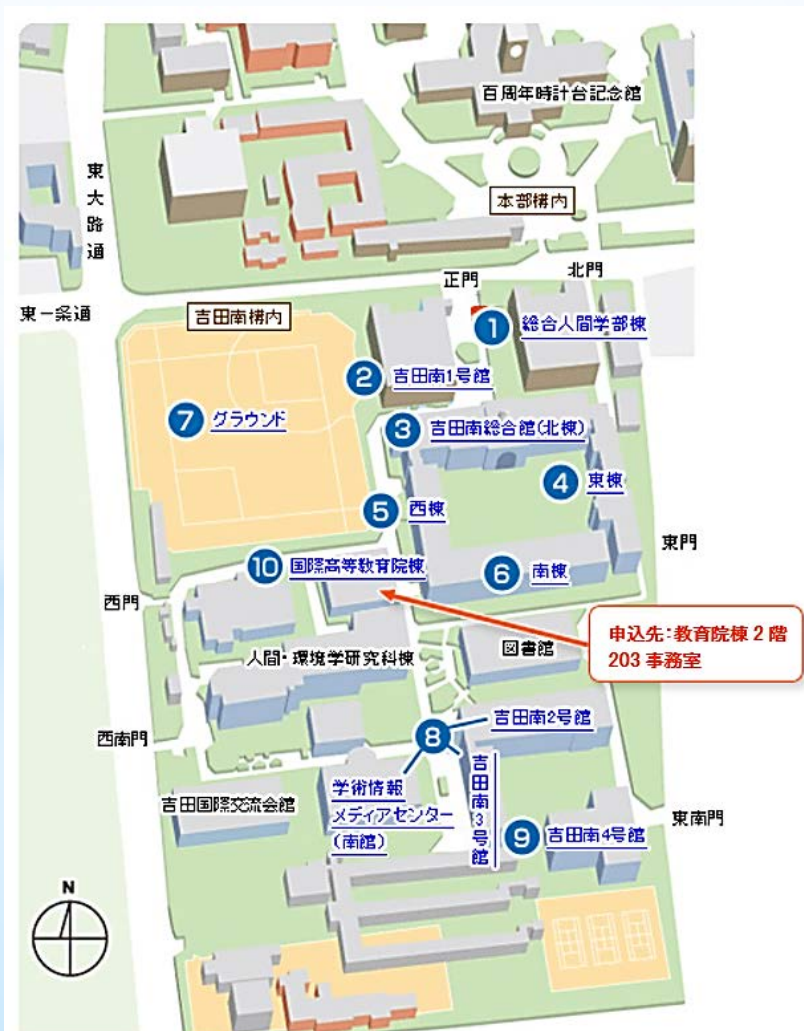 百周年時計台記念館
東大路通
本部構内
北門
正門
東一条通
吉田南構内
1 総合人間学部棟
2 吉田南1号館
7 グラウンド
3 吉田南総合館(北棟)
4 東棟
5 西棟
東門
10 国際高等教育院棟
6 南棟
西門
申込先:教育院棟 2 階
203 事務室
図書館
人間・環境学研究科棟
吉田南2号館
西南門
8
吉田南3号館
学術情報
メディアセンター
(南館)
吉田国際交流会館
東南門
9 吉田南4号館
N